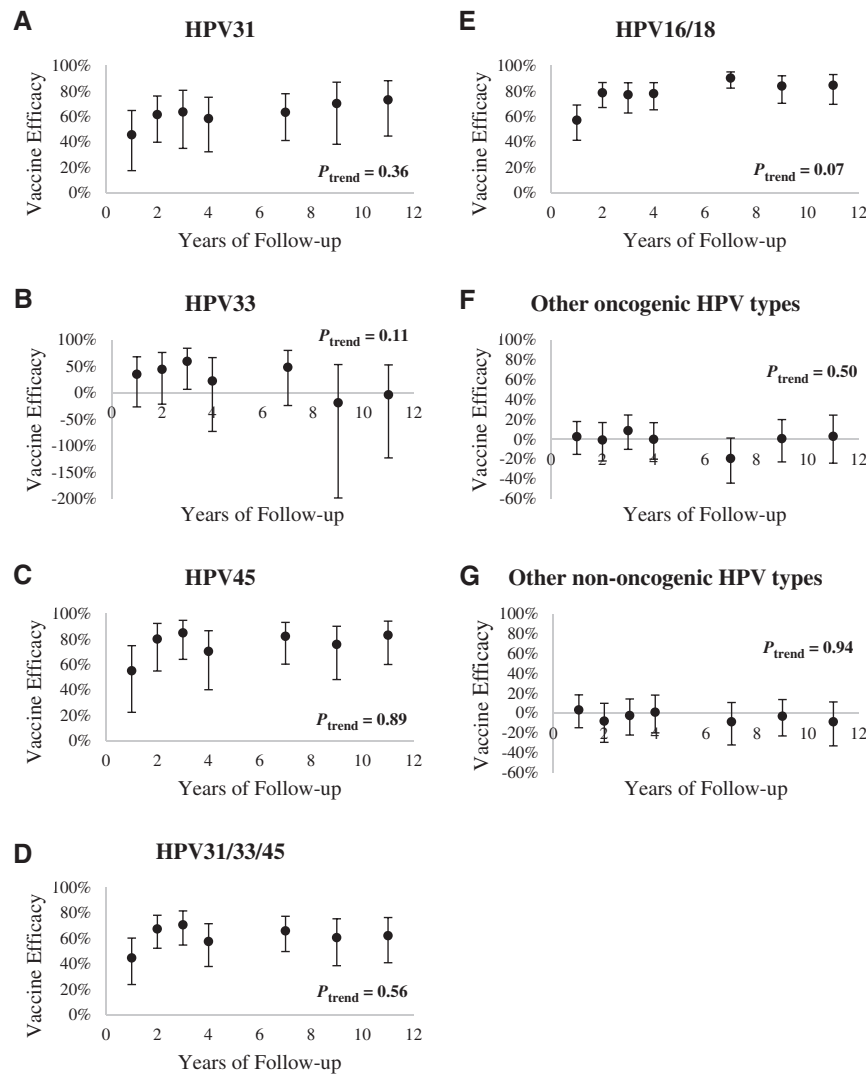 A
HPV31
Vaccine Efficacy
100%
80%
60%
40%
20%
0%
P trend = 0.36
0 2 4 6 8 10 12
Years of Follow-up
B
HPV33
Vaccine Efficacy
100%
50%
0%
-50%
-100%
-150%
-200%
P trend = 0.11
0 2 4 6 8 10 12
Years of Follow-up
C
HPV45
Vaccine Efficacy
100%
80%
60%
40%
20%
0%
P trend = 0.89
0 2 4 6 8 10 12
Years of Follow-up
D
HPV31/33/45
Vaccine Efficacy
100%
80%
60%
40%
20%
0%
P trend = 0.56
0 2 4 6 8 10 12
Years of Follow-up
E
HPV16/18
Vaccine Efficacy
100%
80%
60%
40%
20%
0%
P trend = 0.07
0 2 4 6 8 10 12
Years of Follow-up
F
Other oncogenic HPV types
Vaccine Efficacy
100%
80%
60%
40%
20%
0%
-20%
-40%
-60%
P trend = 0.50
0 2 4 6 8 10 12
Years of Follow-up
G
Other non-oncogenic HPV types
Vaccine Efficacy
100%
80%
60%
40%
20%
0%
-20%
-40%
-60%
P trend = 0.94
0 2 4 6 8 10 12
Years of Follow-up